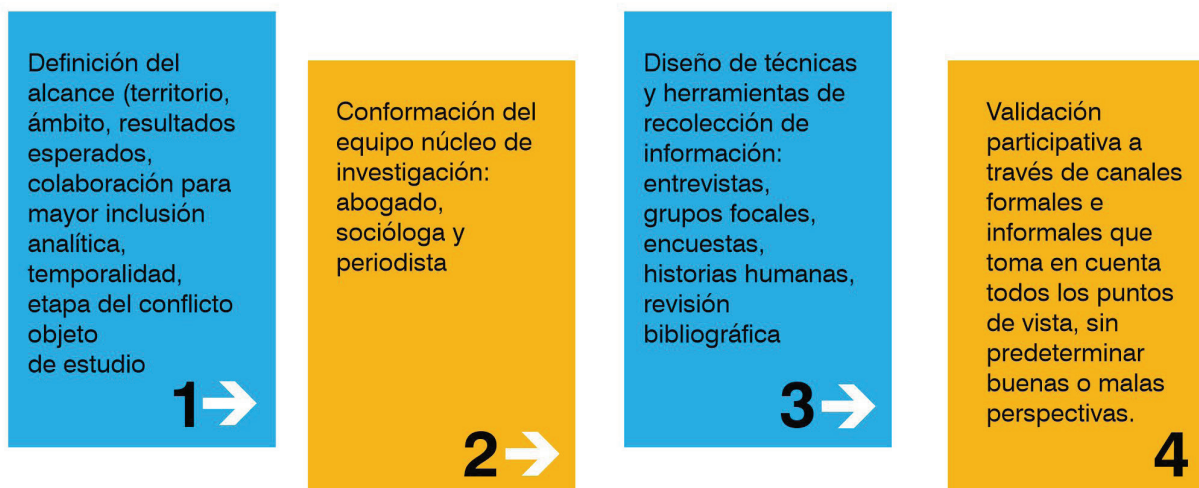 Definición del
alcance (territorio,
ámbito, resultados
esperados,
colaboración para
mayor inclusión
analítica,
temporalidad,
etapa del conflicto
objeto
de estudio
1
Conformación del
equipo núcleo de
investigación:
abogado,
socióloga y
periodista
2
Diseño de técnicas
y herramientas de
recolección de
información:
entrevistas,
grupos focales,
encuestas,
historias humanas,
revisión
bibliográfica
3
Validación
participativa a
través de canales
formales e
informales que
toma en cuenta
todos los puntos
de vista, sin
predeterminar
buenas o malas
perspectivas.
4